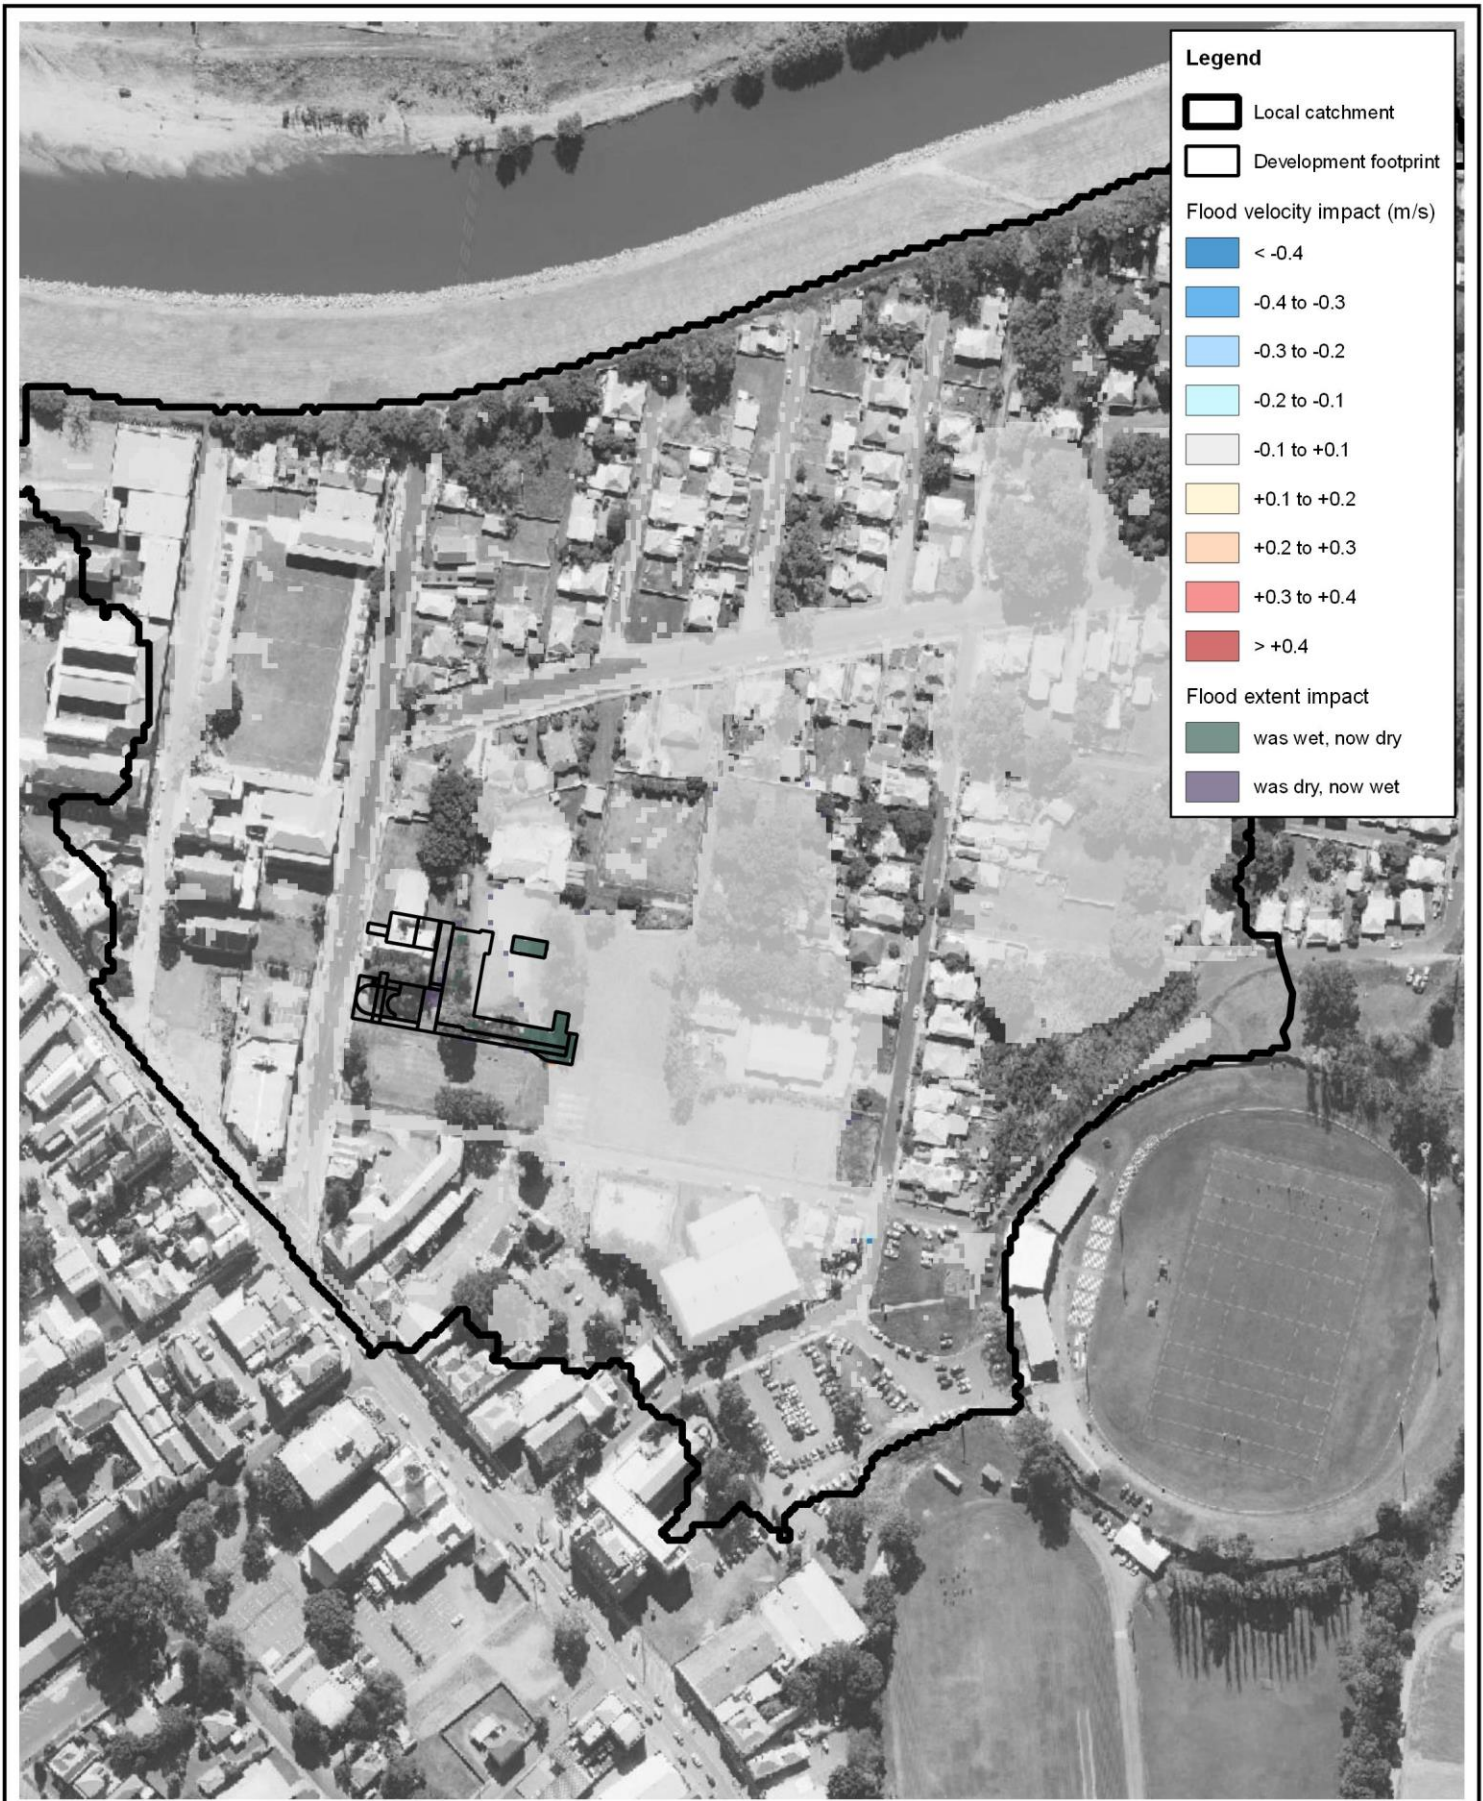 Legend
Local catchment
Development footprint
Flood velocity impact (m/s)
< -0.4
-0.4 to -0.3
-0.3 to -0.2
-0.2 to -0.1
-0.1 to +0.1
+0.1 to +0.2
+0.2 to +0.3
+0.3 to +0.4
> +0.4
Flood extent impact
was wet, now dry
was dry, now wet